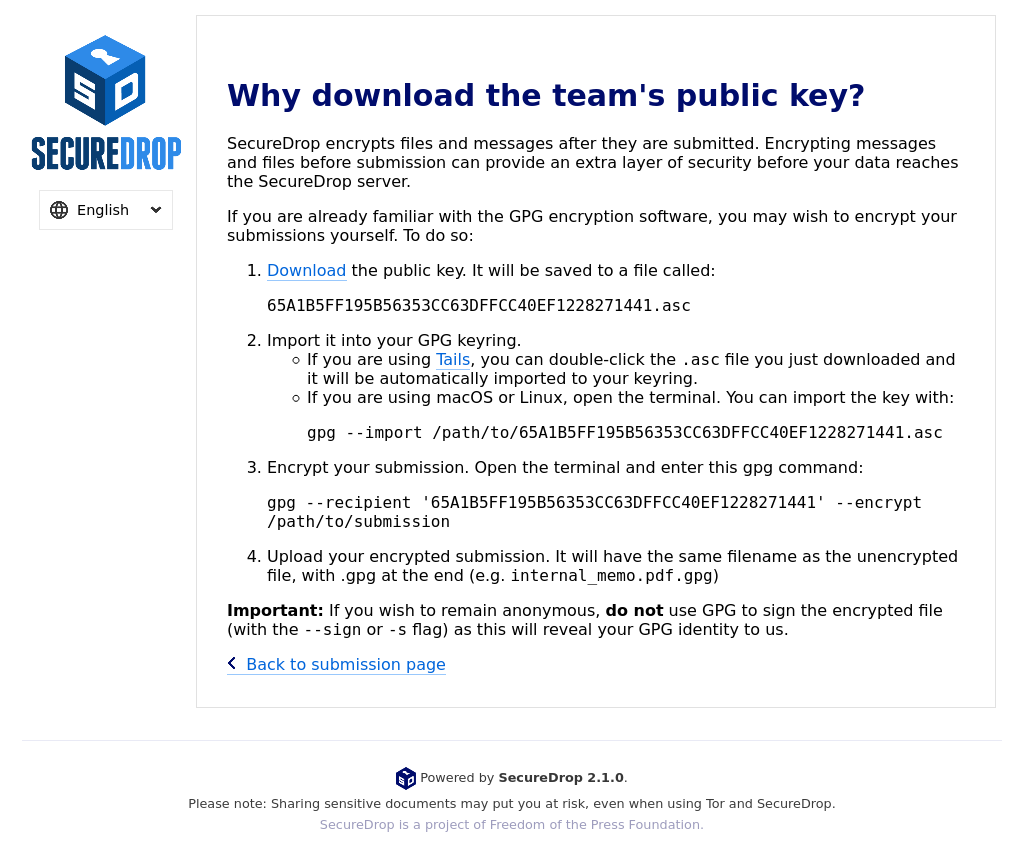 SD
SECUREDROP
English
Why download the team's public key?
SecureDrop encrypts files and messages after they are submitted. Encrypting messages
and files before submission can provide an extra layer of security before your data reaches
the SecureDrop server.
If you are already familiar with the GPG encryption software, you may wish to encrypt your
submissions yourself. To do so:
1. Download the public key. It will be saved to a file called:
65A1B5FF195B56353CC63DFFCC40EF1228271441.asc
2. Import it into your GPG keyring.
If you are using Tails, you can double-click the .asc file you just downloaded and
it will be automatically imported to your keyring.
If you are using macOS or Linux, open the terminal. You can import the key with:
gpg --import /path/to/65A1B5FF195B56353CC63DFFCC40EF1228271441.asc
3. Encrypt your submission. Open the terminal and enter this gpg command:
gpg --recipient '65A1B5FF195B56353CC63DFFCC40EF1228271441' --encrypt
/path/to/submission
4. Upload your encrypted submission. It will have the same filename as the unencrypted
file, with .gpg at the end (e.g. internal_memo.pdf.gpg)
Important: If you wish to remain anonymous, do not use GPG to sign the encrypted file
(with the --sign or -s flag) as this will reveal your GPG identity to us.
Back to submission page
SD Powered by SecureDrop 2.1.0.
Please note: Sharing sensitive documents may put you at risk, even when using Tor and SecureDrop.
SecureDrop is a project of Freedom of the Press Foundation.